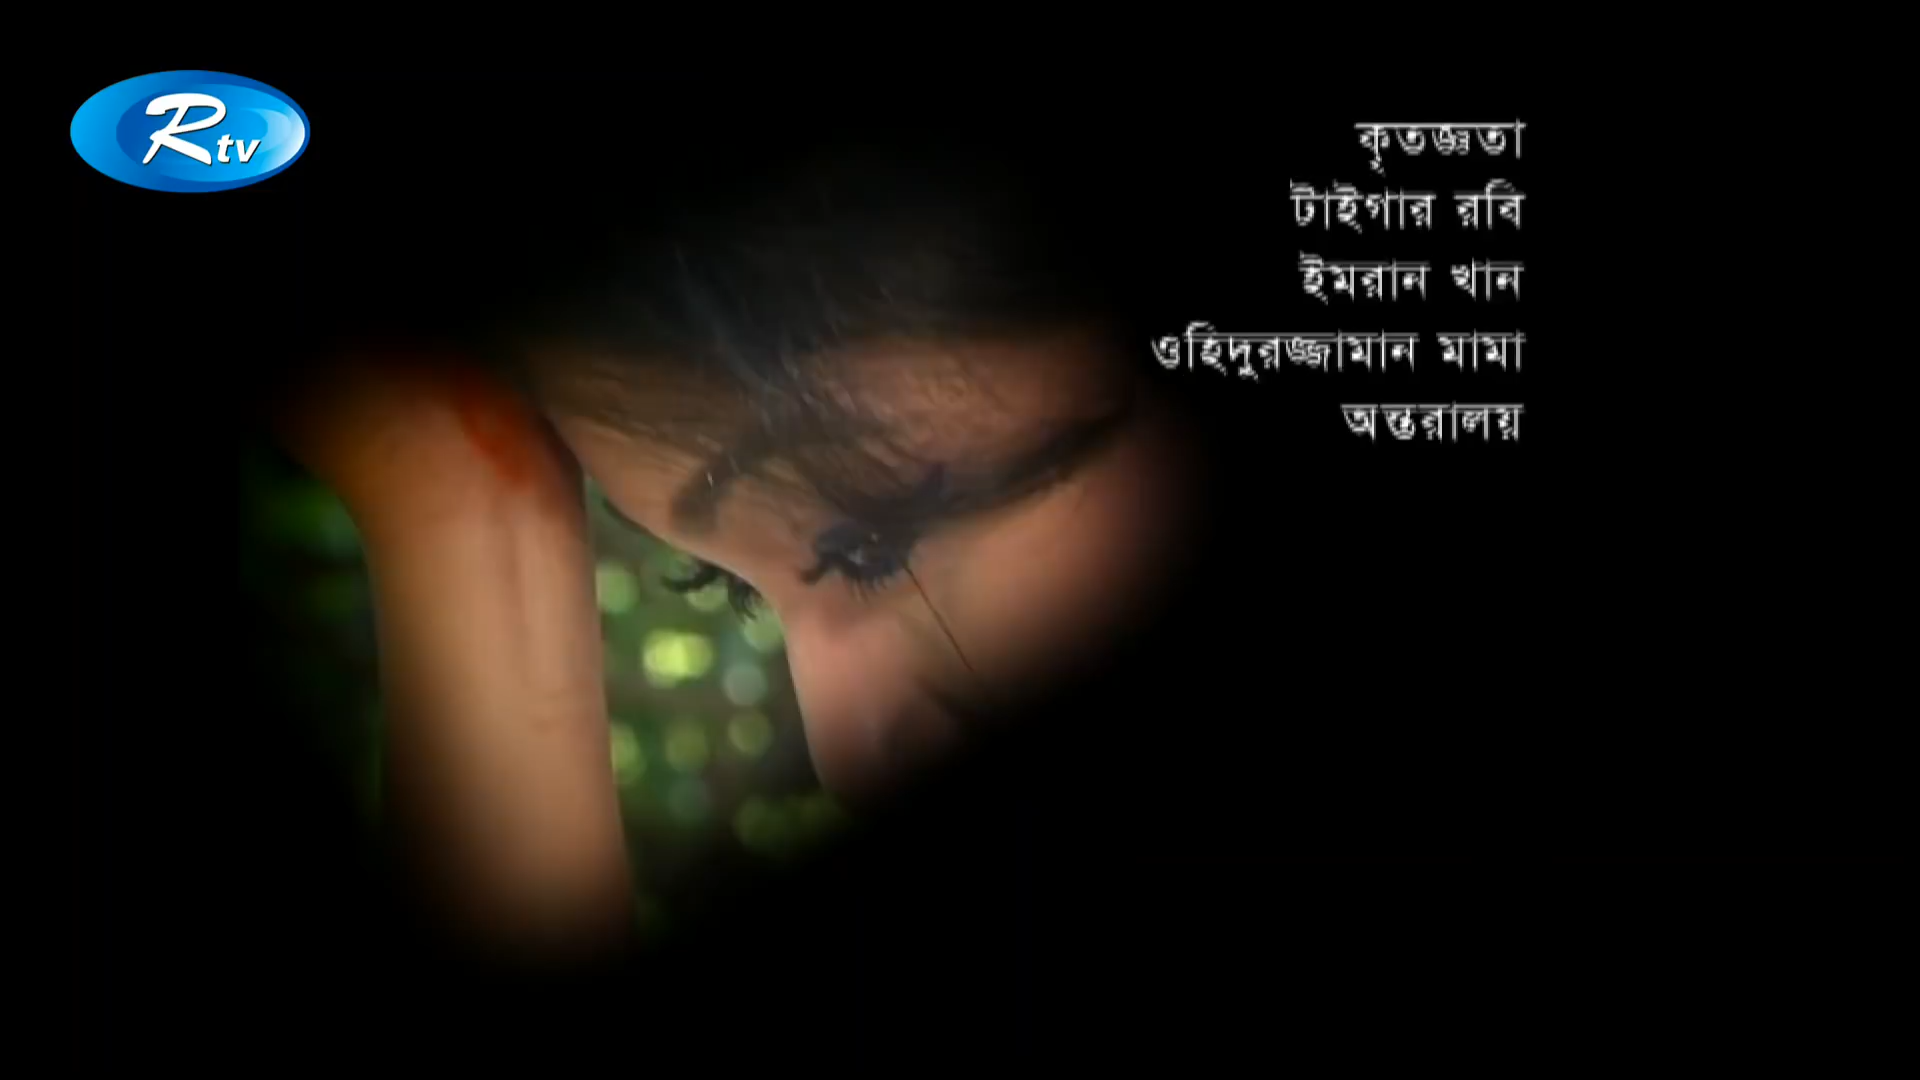 Rtv
কৃতজ্ঞতা
টাইগার রবি
ইমরান খান
ওহিদুরজ্জামান মামা
অন্তরালয়